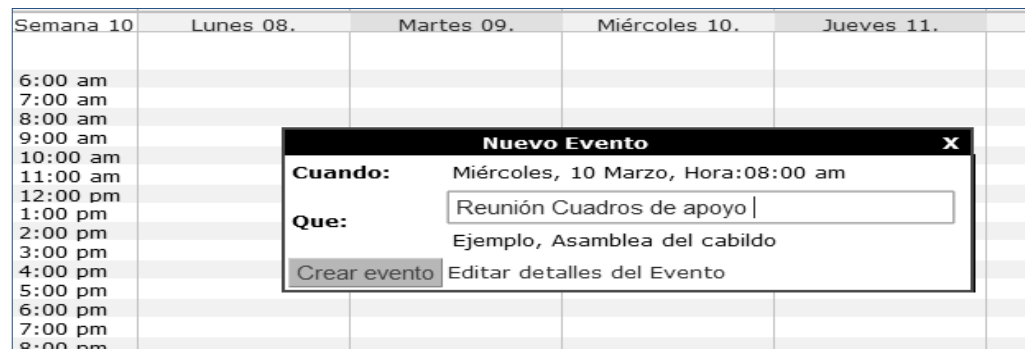 Semana 10 Lunes 08. Martes 09. Miércoles 10. Jueves 11.
6:00 am
7:00 am
8:00 am
9:00 am
10:00 am
11:00 am
12:00 pm
1:00 pm
2:00 pm
3:00 pm
4:00 pm
5:00 pm
6:00 pm
7:00 pm
8:00 pm
Nuevo Evento X
Cuando: Miércoles, 10 Marzo, Hora:08:00 am
Que: Reunión Cuadros de apoyo
Ejemplo, Asamblea del cabildo
Crear evento Editar detalles del Evento